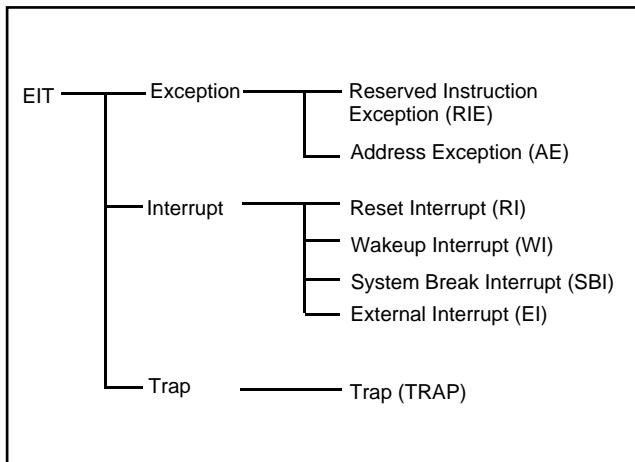 EIT
Exception
Reserved Instruction
Exception (RIE)
Address Exception (AE)
Interrupt
Reset Interrupt (RI)
Wakeup Interrupt (WI)
System Break Interrupt (SBI)
External Interrupt (EI)
Trap
Trap (TRAP)